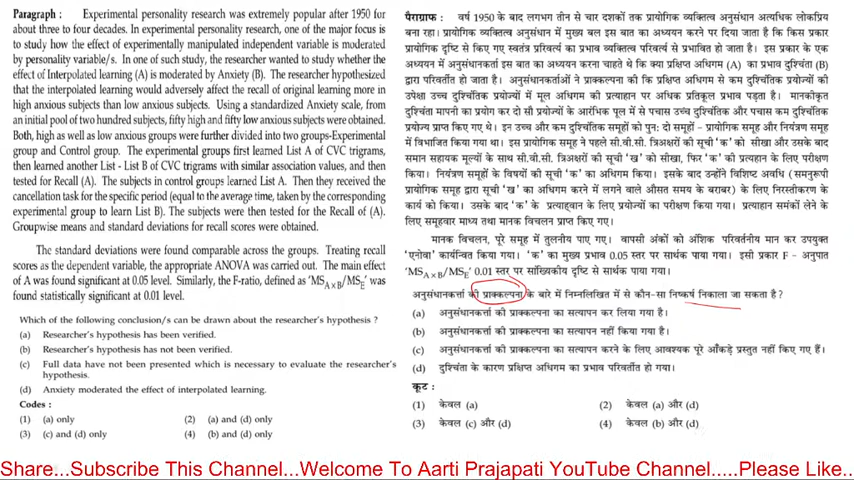 Paragraph : Experimental personality research was extremely popular after 1950 for
about three to four decades. In experimental personality research, one of the major focus is
to study how the effect of experimentally manipulated independent variable is moderated
by personality variable/s. In one of such study, the researcher wanted to study whether the
effect of Interpolated learning (A) is moderated by Anxiety (B). The researcher hypothesized
that the interpolated learning would adversely affect the recall of original learning more in
high anxious subjects than low anxious subjects. Using a standardized Anxiety scale, from
an initial pool of two hundred subjects, fifty high and fifty low anxious subjects were obtained.
Both, high as well as low anxious groups were further divided into two groups-Experimental
group and Control group. The experimental groups first learned List A of CVC trigrams,
then learned another List - List B of CVC trigrams with similar association values, and then
tested for Recall (A). The subjects in control groups learned List A. Then they received the
cancellation task for the specific period (equal to the average time, taken by the corresponding
experimental group to learn List B). The subjects were then tested for the Recall of (A).
Groupwise means and standard deviations for recall scores were obtained.
The standard deviations were found comparable across the groups. Treating recall
scores as the dependent variable, the appropriate ANOVA was carried out. The main effect
of A was found significant at 0.05 level. Similarly, the F-ratio, defined as 'MS A×B/MS E' was
found statistically significant at 0.01 level.
Which of the following conclusion/s can be drawn about the researcher's hypothesis ?
(a) Researcher's hypothesis has been verified.
(b) Researcher's hypothesis has not been verified.
(c) Full data have not been presented which is necessary to evaluate the researcher's
hypothesis.
(d) Anxiety moderated the effect of interpolated learning.
Codes :
(1) (a) only (2) (a) and (d) only
(3) (c) and (d) only (4) (b) and (d) only
पैराग्राफ : वर्ष 1950 के बाद लगभग तीन से चार दशकों तक प्रायोगिक व्यक्तित्व अनुसंधान अत्यधिक लोकप्रिय
बना रहा। प्रायोगिक व्यक्तित्व अनुसंधान में मुख्य बल इस बात का अध्ययन करने पर दिया जाता है कि किस प्रकार
प्रायोगिक दृष्टि से किए गए स्वतंत्र प्ररिवर्त्य का प्रभाव व्यक्तित्व परिवर्त्य से प्रभावित हो जाता है। इस प्रकार के एक
अध्ययन में अनुसंधानकर्ता इस बात का अध्ययन करना चाहते थे कि क्या प्रक्षिप्त अधिगम (A) का प्रभाव दुश्चिंता (B)
द्वारा परिवर्तित हो जाता है। अनुसंधानकर्ताओं ने प्राक्कल्पना की कि प्रक्षिप्त अधिगम से कम दुश्चिंतित प्रयोज्यों की
उपेक्षा उच्च दुश्चिंतित प्रयोज्यों में मूल अधिगम की प्रत्याहान पर अधिक प्रतिकूल प्रभाव पड़ता है। मानकीकृत
दुश्चिंता मापनी का प्रयोग कर दो सौ प्रयोज्यों के आरंभिक पूल में से पचास उच्च दुश्चिंतित और पचास कम दुश्चिंतित
प्रयोज्य प्राप्त किए गए थे। इन उच्च और कम दुश्चिंतित समूहों को पुनः दो समूहों - प्रायोगिक समूह और नियंत्रण समूह
में विभाजित किया गया था। इस प्रायोगिक समूह ने पहले सी.वी.सी. त्रिअक्षरों की सूची 'क' को सीखा और उसके बाद
समान सहायक मूल्यों के साथ सी.वी.सी. त्रिअक्षरों की सूची 'ख' को सीखा, फिर 'क' की प्रत्याहान के लिए परीक्षण
किया। नियंत्रण समूहों के विषयों की सूची 'क' का अधिगम किया। इसके बाद उन्होंने विशिष्ट अवधि (समनुरूपी
प्रायोगिक समूह द्वारा सूची 'ख' का अधिगम करने में लगने वाले औसत समय के बराबर) के लिए निरस्तीकरण के
कार्य को किया। उसके बाद 'क' के प्रत्याहवान के लिए प्रयोज्यों का परीक्षण किया गया। प्रत्याहान समंकों लेने के
लिए समूहवार माध्य तथा मानक विचलन प्राप्त किए गए।
मानक विचलन, पूरे समूह में तुलनीय पाए गए। वापसी अंकों को अंशिक परिवर्तनीय मान कर उपयुक्त
'एनोवा' कार्यन्वित किया गया। 'क' का मुख्य प्रभाव 0.05 स्तर पर सार्थक पाया गया। इसी प्रकार F - अनुपात
'MS A×B/MS E' 0.01 स्तर पर सांख्यिकीय दृष्टि से सार्थक पाया गया।
अनुसंधानकर्त्ता की प्राक्कल्पना के बारे में निम्नलिखित में से कौन-सा निष्कर्ष निकाला जा सकता है?
(a) अनुसंधानकर्त्ता की प्राक्कल्पना का सत्यापन कर लिया गया है।
(b) अनुसंधानकर्त्ता की प्राक्कल्पना का सत्यापन नहीं किया गया है।
(c) अनुसंधानकर्त्ता की प्राक्कल्पना का सत्यापन करने के लिए आवश्यक पूरे आँकड़े प्रस्तुत नहीं किए गए हैं।
(d) दुश्चिंता के कारण प्रक्षिप्त अधिगम का प्रभाव परिवर्तीत हो गया।
कूट :
(1) केवल (a) (2) केवल (a) और (d)
(3) केवल (c) और (d) (4) केवल (b) और (d)
Share...Subscribe This Channel...Welcome To Aarti Prajapati YouTube Channel.....Please Like..